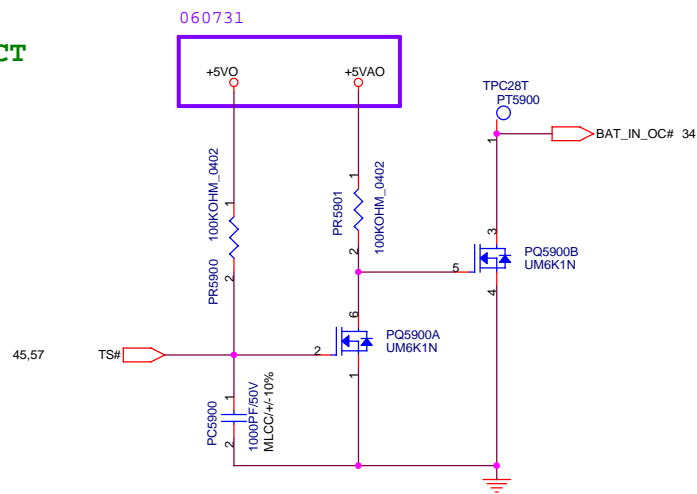 060731
CT
+5VO
+5VAO
TPC28T
PT5900
1
BAT_IN_OC# 34
1
100KOHM_0402
PR5900
2
1
100KOHM_0402
PR5901
2
3
5
PQ5900B
UM6K1N
4
6
2
PQ5900A
UM6K1N
1
45,57
TS#
1
PC5900
2
1000PF/50V
MLCC/+/-10%